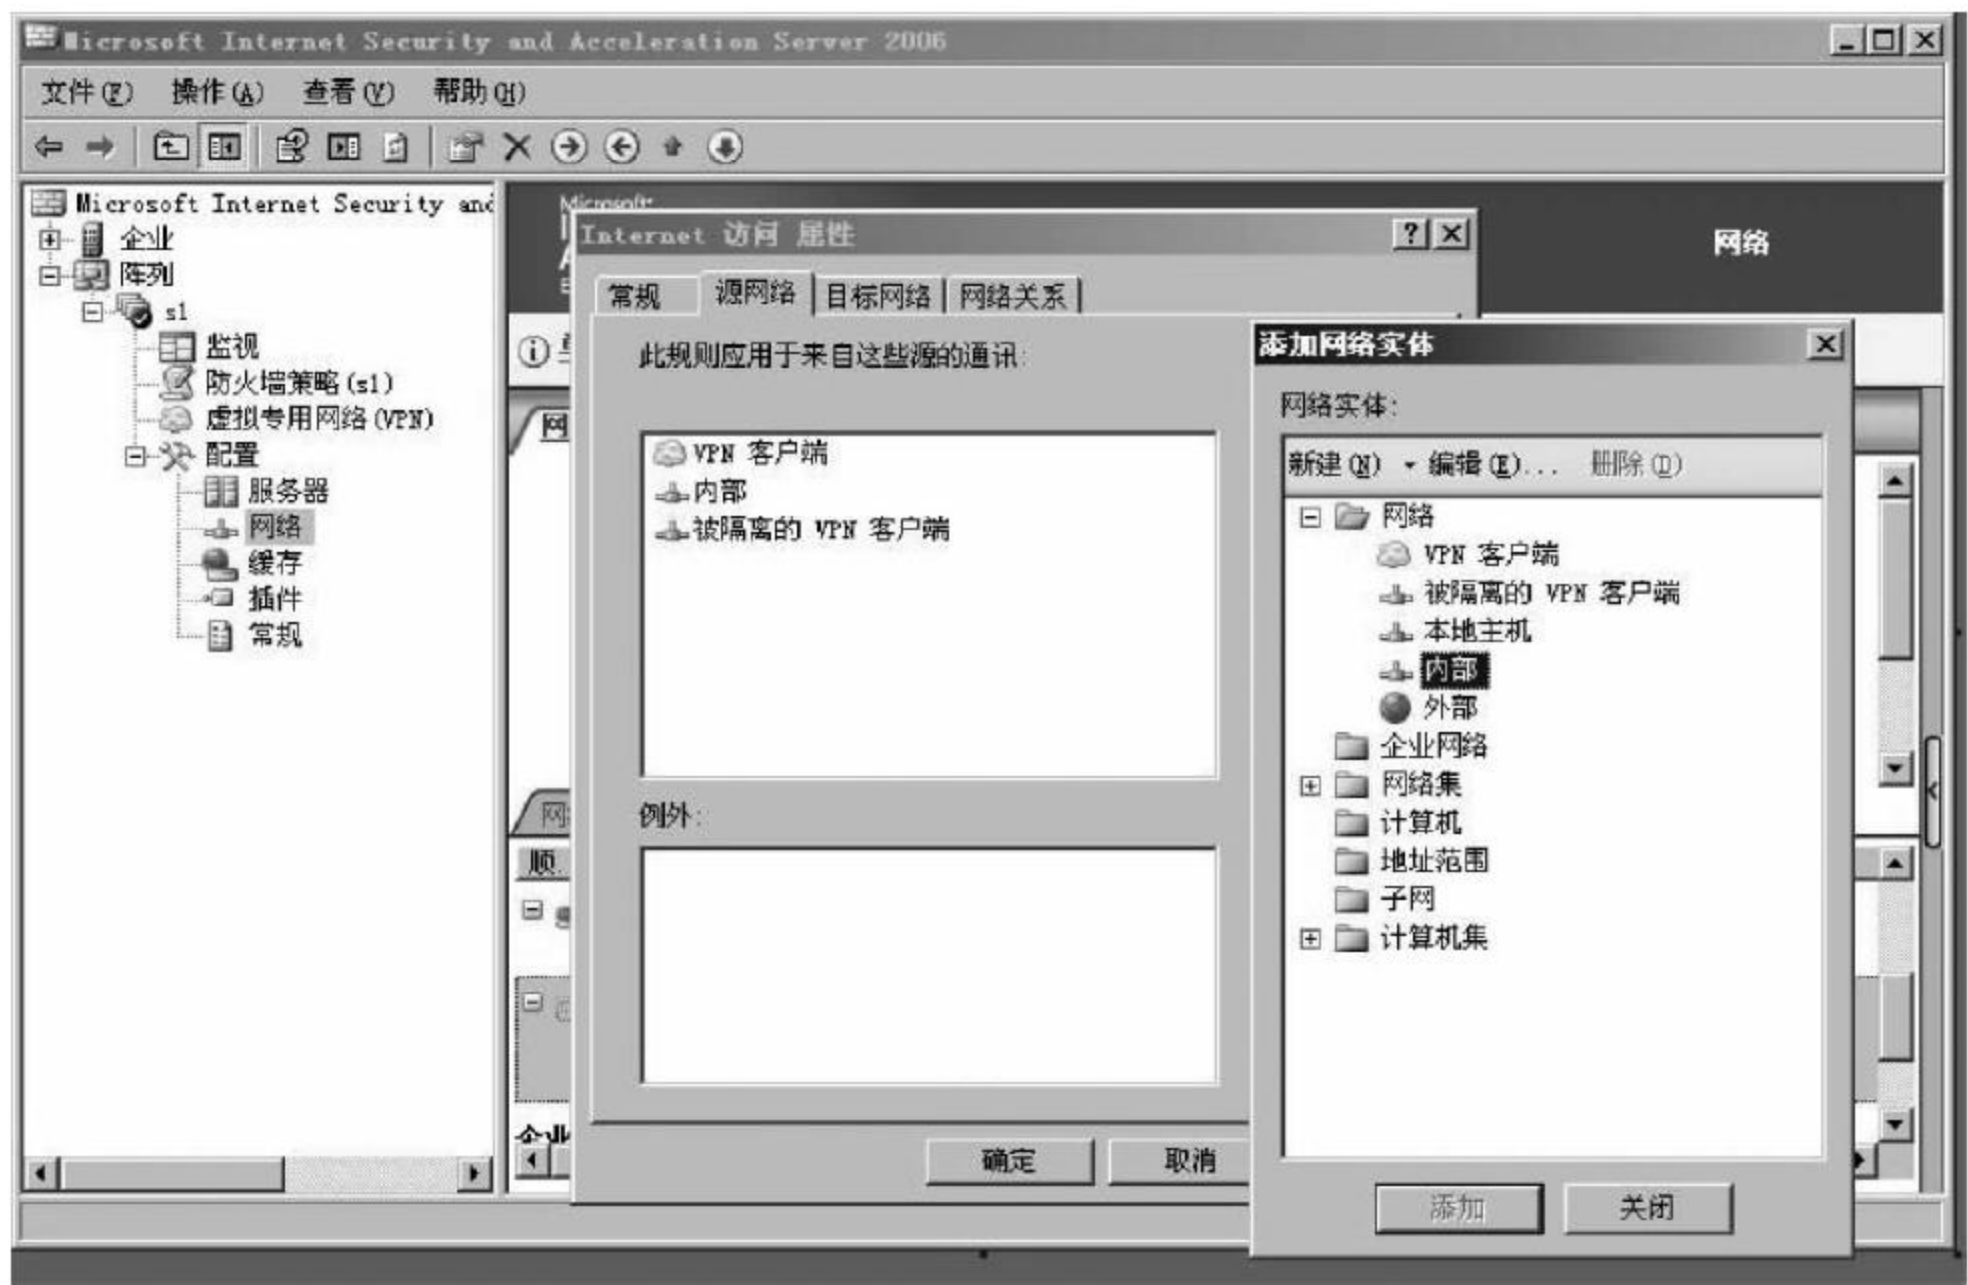 Microsoft Internet Security and Acceleration Server 2006
文件(F) 操作(A) 查看(V) 帮助(H)
Microsoft Internet Security and
企业
阵列
s1
监视
防火墙策略(s1)
虚拟专用网络(VPN)
配置
服务器
网络
缓存
插件
常规
Microsoft
网络
网
顺
企业
Internet 访问 属性
常规 源网络 目标网络 网络关系
此规则应用于来自这些源的通讯:
VPN 客户端
内部
被隔离的 VPN 客户端
例外:
确定 取消
添加网络实体
网络实体:
新建(N) 编辑(E)... 删除(D)
网络
VPN 客户端
被隔离的 VPN 客户端
本地主机
内部
外部
企业网络
网络集
计算机
地址范围
子网
计算机集
添加 关闭